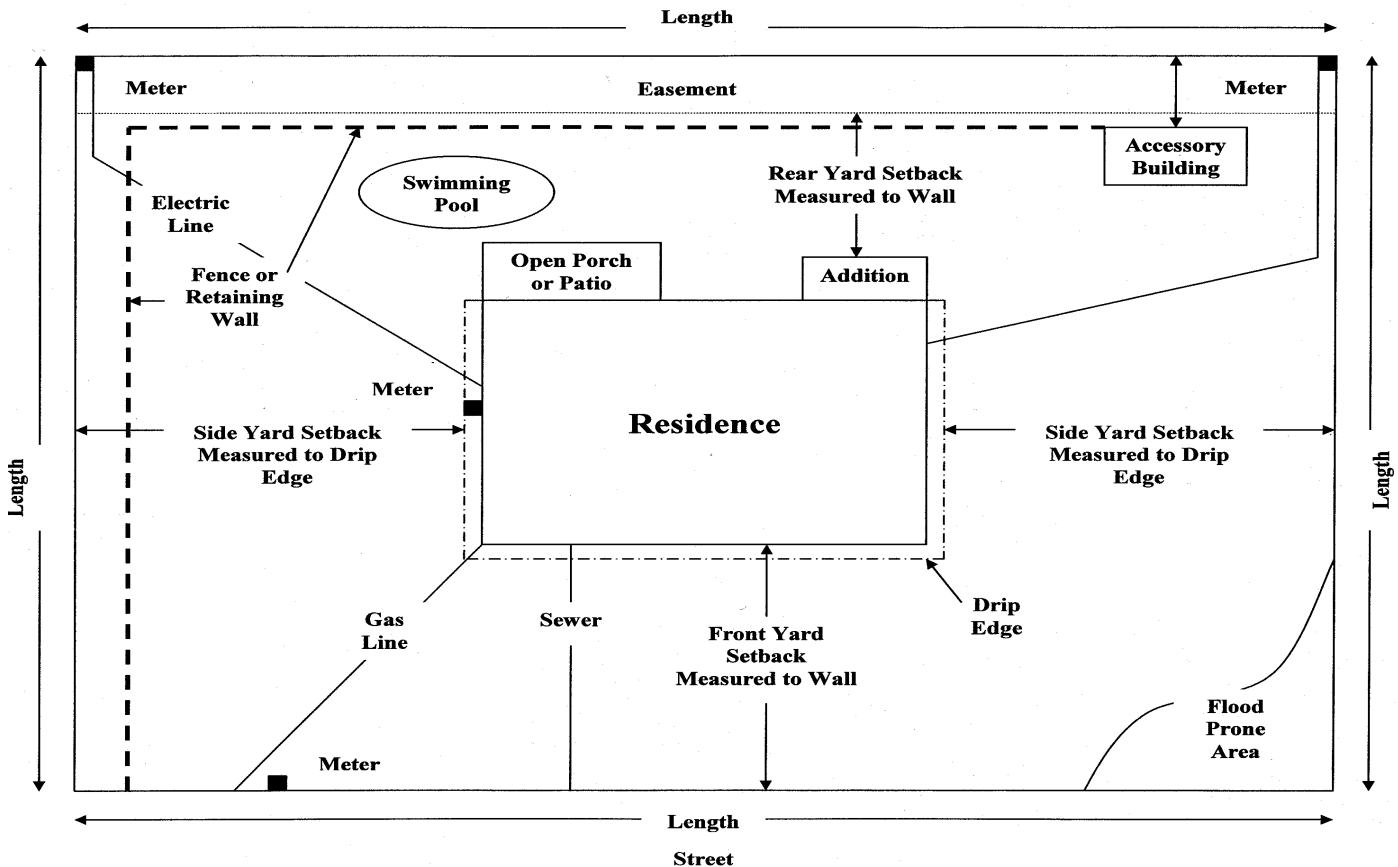 Length
Meter
Easement
Meter
Accessory
Building
Swimming
Pool
Rear Yard Setback
Measured to Wall
Electric
Line
Open Porch
or Patio
Addition
Fence or
Retaining
Wall
Meter
Residence
Side Yard Setback
Measured to Drip
Edge
Side Yard Setback
Measured to Drip
Edge
Length
Length
Gas
Line
Sewer
Front Yard
Setback
Measured to Wall
Drip
Edge
Flood
Prone
Area
Meter
Length
Street